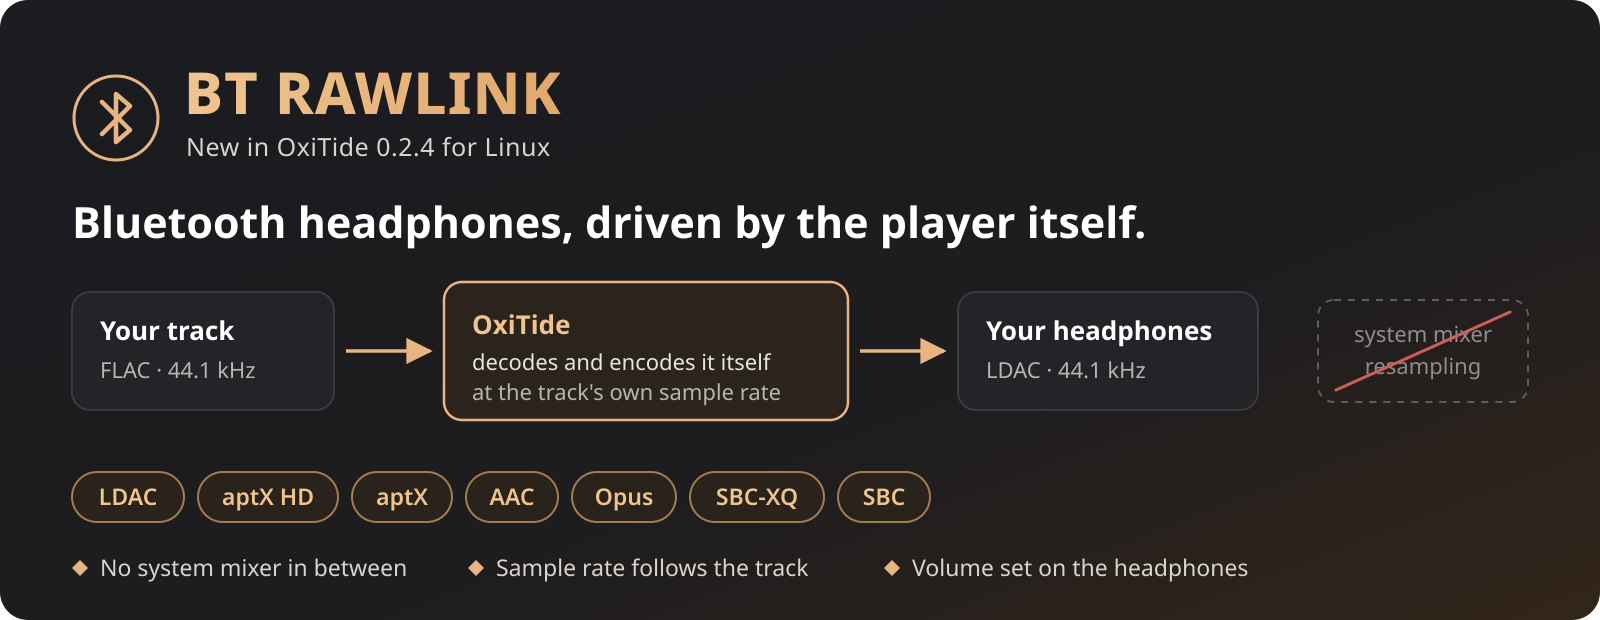 BT RAWLINK
New in OxiTide 0.2.4 for Linux
Bluetooth headphones, driven by the player itself.
Your track
FLAC · 44.1 kHz
OxiTide
decodes and encodes it itself
at the track's own sample rate
Your headphones
LDAC · 44.1 kHz
system mixer
resampling
LDAC
aptX HD
aptX
AAC
Opus
SBC-XQ
SBC
No system mixer in between
Sample rate follows the track
Volume set on the headphones